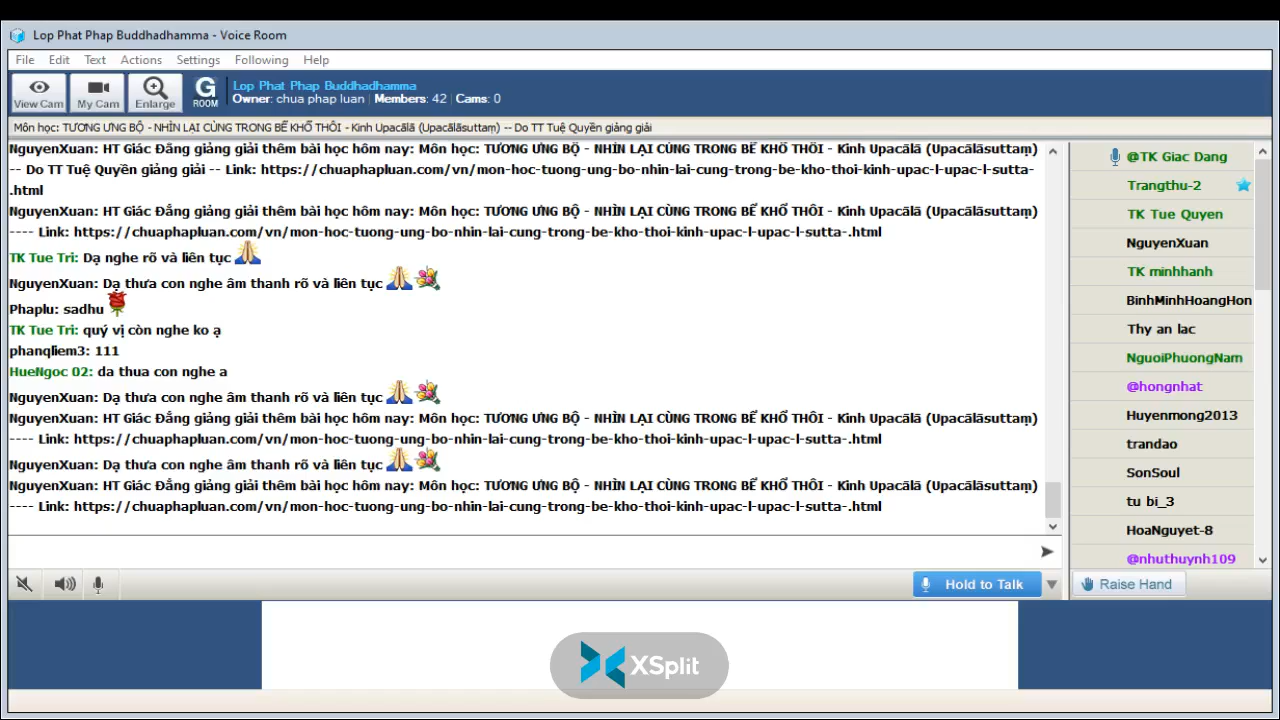 Lop Phat Phap Buddhadhamma - Voice Room
File Edit Text Actions Settings Following Help
View Cam My Cam Enlarge G ROOM
Lop Phat Phap Buddhadhamma
Owner: chua phap luan | Members: 42 | Cams: 0
Môn học: TƯƠNG ƯNG BỘ - NHÌN LẠI CÙNG TRONG BỂ KHỔ THÔI - Kinh Upacālā (Upacālāsuttaṃ) -- Do TT Tuệ Quyền giảng giải
NguyenXuan: HT Giác Đẳng giảng giải thêm bài học hôm nay: Môn học: TƯƠNG ƯNG BỘ - NHÌN LẠI CÙNG TRONG BỂ KHỔ THÔI - Kinh Upacālā (Upacālāsuttaṃ)
-- Do TT Tuệ Quyền giảng giải -- Link: https://chuaphapluan.com/vn/mon-hoc-tuong-ung-bo-nhin-lai-cung-trong-be-kho-thoi-kinh-upac-l-upac-l-sutta-
.html
NguyenXuan: HT Giác Đẳng giảng giải thêm bài học hôm nay: Môn học: TƯƠNG ƯNG BỘ - NHÌN LẠI CÙNG TRONG BỂ KHỔ THÔI - Kinh Upacālā (Upacālāsuttaṃ)
---- Link: https://chuaphapluan.com/vn/mon-hoc-tuong-ung-bo-nhin-lai-cung-trong-be-kho-thoi-kinh-upac-l-upac-l-sutta-.html
TK Tue Tri: Dạ nghe rõ và liên tục
NguyenXuan: Dạ thưa con nghe âm thanh rõ và liên tục
Phaplu: sadhu
TK Tue Tri: quý vị còn nghe ko ạ
phanqliem3: 111
HueNgoc 02: da thua con nghe a
NguyenXuan: Dạ thưa con nghe âm thanh rõ và liên tục
NguyenXuan: HT Giác Đẳng giảng giải thêm bài học hôm nay: Môn học: TƯƠNG ƯNG BỘ - NHÌN LẠI CÙNG TRONG BỂ KHỔ THÔI - Kinh Upacālā (Upacālāsuttaṃ)
---- Link: https://chuaphapluan.com/vn/mon-hoc-tuong-ung-bo-nhin-lai-cung-trong-be-kho-thoi-kinh-upac-l-upac-l-sutta-.html
NguyenXuan: Dạ thưa con nghe âm thanh rõ và liên tục
NguyenXuan: HT Giác Đẳng giảng giải thêm bài học hôm nay: Môn học: TƯƠNG ƯNG BỘ - NHÌN LẠI CÙNG TRONG BỂ KHỔ THÔI - Kinh Upacālā (Upacālāsuttaṃ)
---- Link: https://chuaphapluan.com/vn/mon-hoc-tuong-ung-bo-nhin-lai-cung-trong-be-kho-thoi-kinh-upac-l-upac-l-sutta-.html
@TK Giac Dang
Trangthu-2
TK Tue Quyen
NguyenXuan
TK minhhanh
BinhMinhHoangHon
Thy an lac
NguoiPhuongNam
@hongnhat
Huyenmong2013
trandao
SonSoul
tu bi_3
HoaNguyet-8
@nhuthuynh109
Hold to Talk
Raise Hand
XSplit